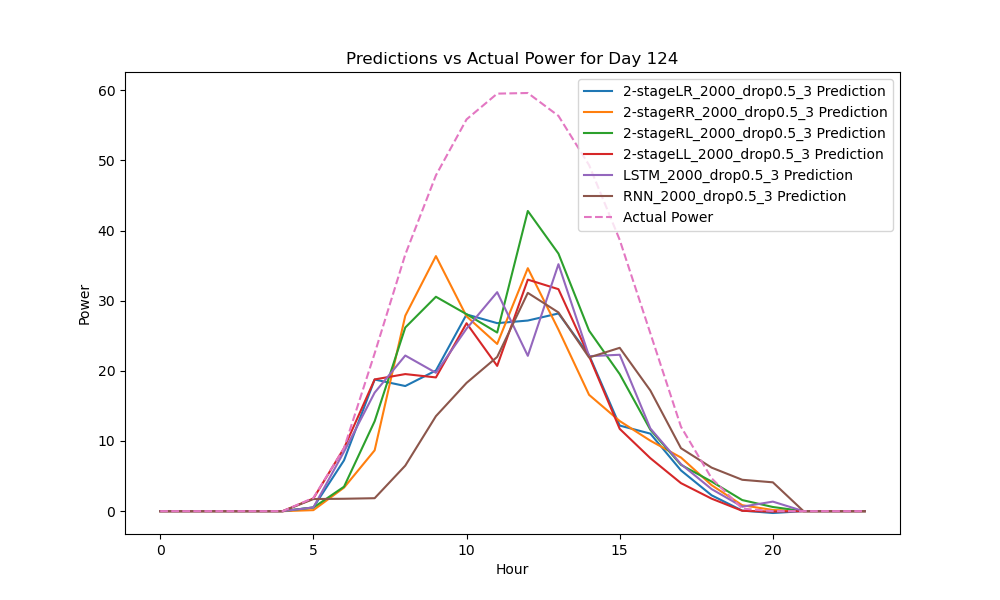 Predictions vs Actual Power for Day 124
60
50
40
30
20
10
0
Power
2-stageLR_2000_drop0.5_3 Prediction
2-stageRR_2000_drop0.5_3 Prediction
2-stageRL_2000_drop0.5_3 Prediction
2-stageLL_2000_drop0.5_3 Prediction
LSTM_2000_drop0.5_3 Prediction
RNN_2000_drop0.5_3 Prediction
Actual Power
0 5 10 15 20
Hour